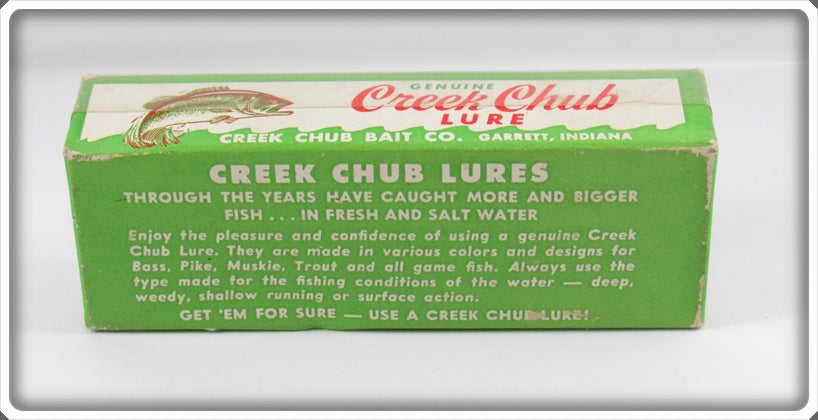 GENUINE
Creek Chub
LURE
CREEK CHUB BAIT CO. GARRETT, INDIANA
CREEK CHUB LURES
THROUGH THE YEARS HAVE CAUGHT MORE AND BIGGER
FISH . . . IN FRESH AND SALT WATER
Enjoy the pleasure and confidence of using a genuine Creek
Chub Lure. They are made in various colors and designs for
Bass, Pike, Muskie, Trout and all game fish. Always use the
type made for the fishing conditions of the water — deep,
weedy, shallow running or surface action.
GET 'EM FOR SURE — USE A CREEK CHUB LURE!